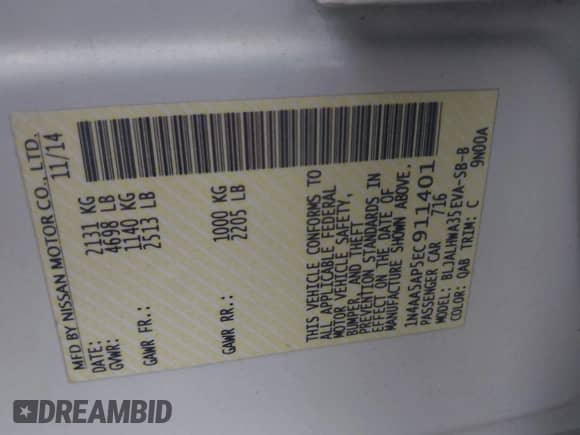 MFD BY NISSAN MOTOR CO., LTD.
DATE: 11/14
GVWR: 2131 KG
4698 LB
GAWR FR.: 1140 KG
2513 LB
GAWR RR.: 1000 KG
2205 LB
THIS VEHICLE CONFORMS TO
ALL APPLICABLE FEDERAL
MOTOR VEHICLE SAFETY,
BUMPER, AND THEFT
PREVENTION STANDARDS IN
EFFECT ON THE DATE OF
MANUFACTURE SHOWN ABOVE.
1N4AA5AP5EC911401
PASSENGER CAR 716
MODEL: BLJALHWA35EVA-SB-B
COLOR: QAB TRIM: C 9N00A
DREAMBID